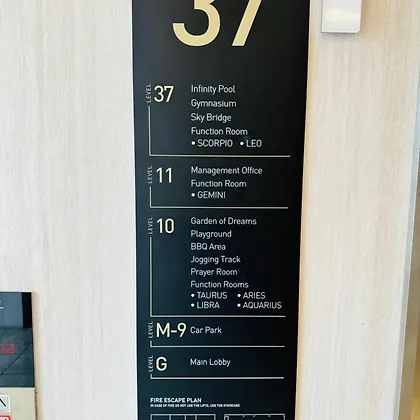 37
LEVEL 37 Infinity Pool
Gymnasium
Sky Bridge
Function Room
• SCORPIO • LEO
LEVEL 11 Management Office
Function Room
• GEMINI
LEVEL 10 Garden of Dreams
Playground
BBQ Area
Jogging Track
Prayer Room
Function Rooms
• TAURUS • ARIES
• LIBRA • AQUARIUS
LEVEL M-9 Car Park
LEVEL G Main Lobby
FIRE ESCAPE PLAN
IN CASE OF FIRE DO NOT USE THE LIFTS, USE THE STAIRCASE.